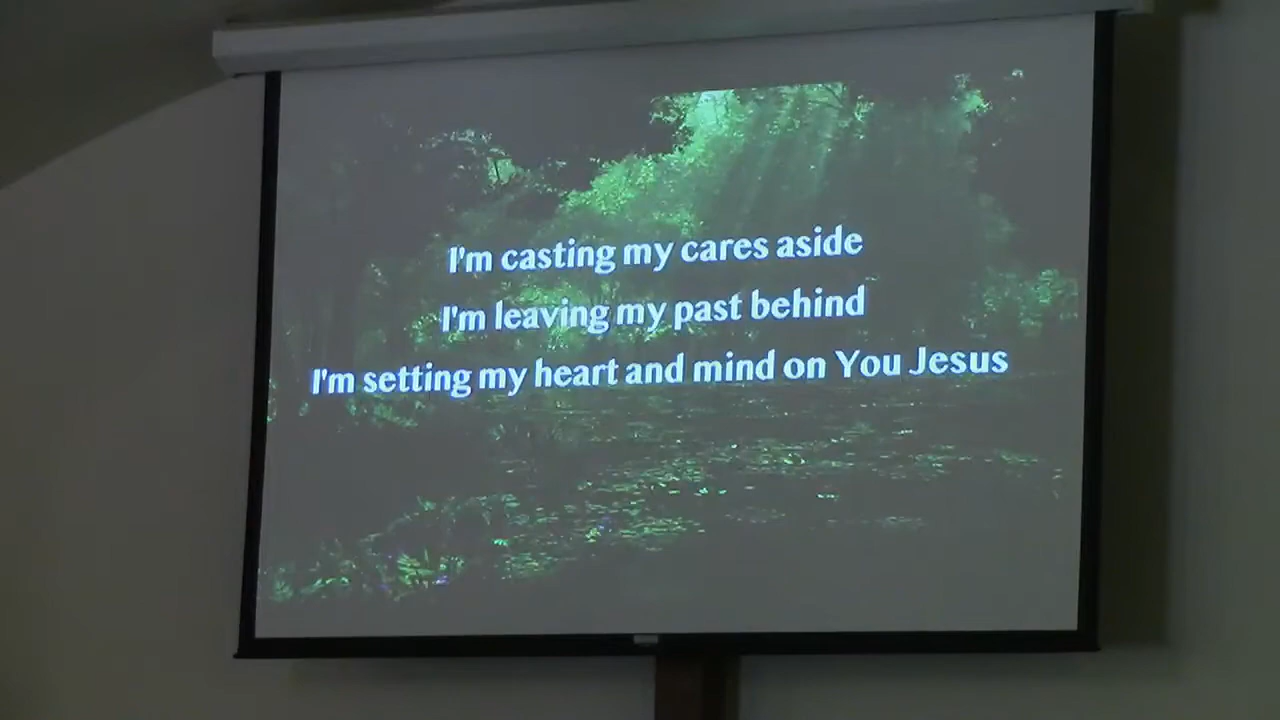 I'm casting my cares aside
I'm leaving my past behind
I'm setting my heart and mind on You Jesus